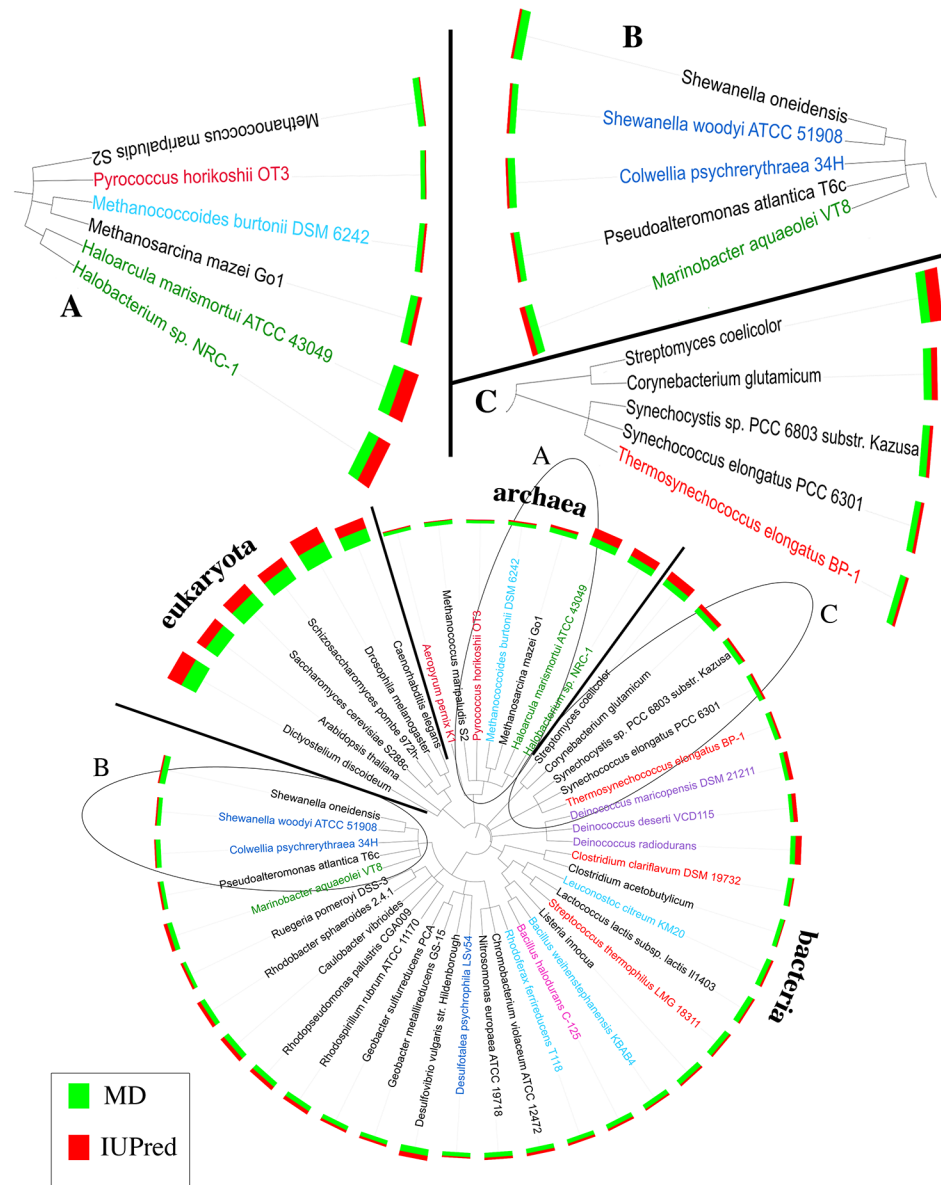 B
Shewanella oneidensis
Shewanella woodyi ATCC 51908
Colwellia psychrerythraea 34H
Pseudoalteromonas atlantica T6c
Marinobacter aquaeolei VT8
Methanococcus maripaludis S2
Pyrococcus horikoshii OT3
Methanococcoides burtonii DSM 6242
Methanosarcina mazei Go1
Haloarcula marismortui ATCC 43049
Halobacterium sp. NRC-1
A
C
Streptomyces coelicolor
Corynebacterium glutamicum
Synechocystis sp. PCC 6803 substr. Kazusa
Synechococcus elongatus PCC 6301
Thermosynechococcus elongatus BP-1
A
archaea
eukaryota
C
B
Dictyostelium discoideum
Arabidopsis thaliana
Saccharomyces cerevisiae S288c
Schizosaccharomyces pombe 972h-
Drosophila melanogaster
Caenorhabditis elegans
Aeropyrum pernix K1
Methanococcus maripaludis S2
Pyrococcus horikoshii OT3
Methanococcoides burtonii DSM 6242
Methanosarcina mazei Go1
Haloarcula marismortui ATCC 43049
Halobacterium sp. NRC-1
Streptomyces coelicolor
Corynebacterium glutamicum
Synechocystis sp. PCC 6803 substr. Kazusa
Synechococcus elongatus PCC 6301
Thermosynechococcus elongatus BP-1
Deinococcus maricopensis DSM 21211
Deinococcus deserti VCD115
Deinococcus radiodurans
Clostridium clariflavum DSM 19732
Clostridium acetobutylicum
Leuconostoc citreum KM20
Lactococcus lactis subsp. lactis Il1403
Streptococcus thermophilus LMG 18311
Listeria innocua
Bacillus weihenstephanensis KBAB4
Bacillus halodurans C-125
Rhodoferax ferrireducens T118
Chromobacterium violaceum ATCC 12472
Nitrosomonas europaea ATCC 19718
Desulfotalea psychrophila LSv54
Desulfovibrio vulgaris str. Hildenborough
Geobacter metallireducens GS-15
Geobacter sulfurreducens PCA
Rhodospirillum rubrum ATCC 11170
Rhodopseudomonas palustris CGA009
Caulobacter vibrioides
Rhodobacter sphaeroides 2.4.1
Ruegeria pomeroyi DSS-3
Marinobacter aquaeolei VT8
Pseudoalteromonas atlantica T6c
Colwellia psychrerythraea 34H
Shewanella woodyi ATCC 51908
Shewanella oneidensis
bacteria
MD
IUPred